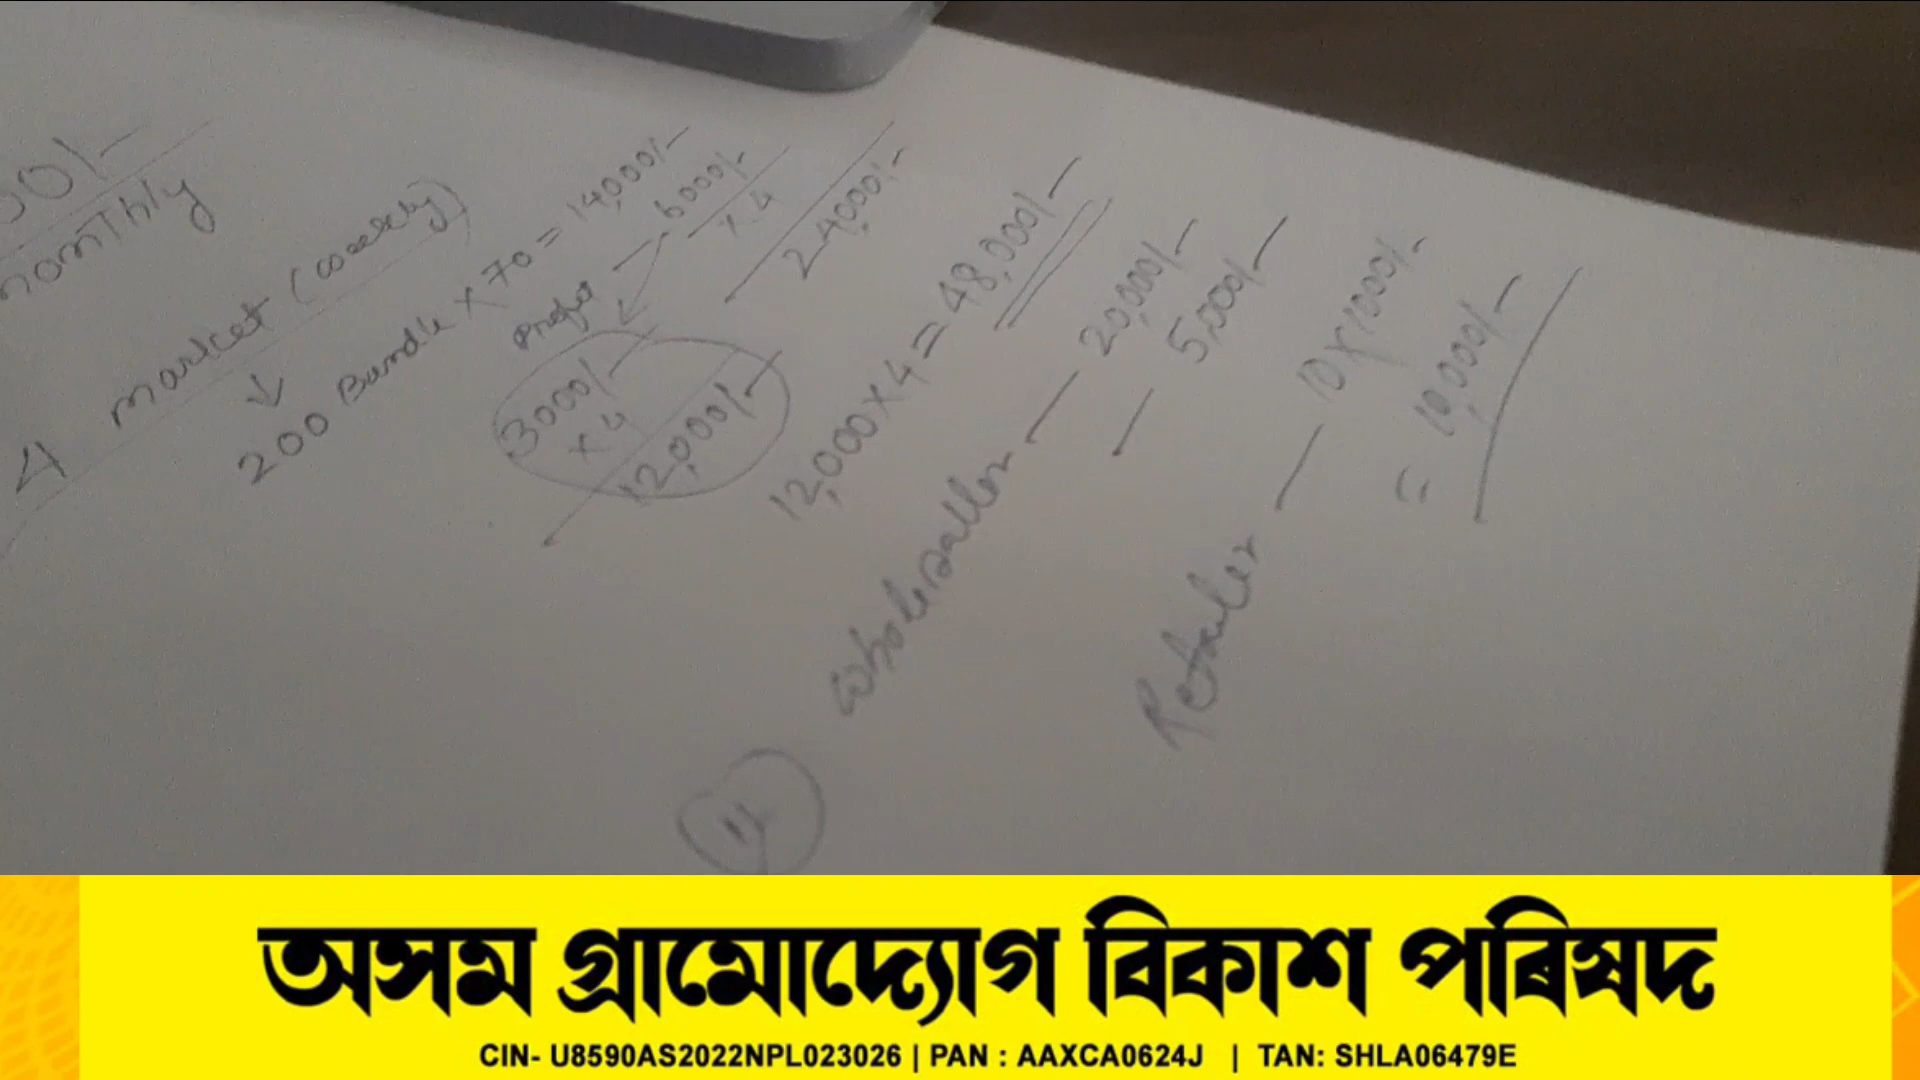 00/-
monthly
4 market (weekly)
↓
200 Bundle x 70 = 14,000/-
Profit — 6000/-
x 4
24,000/-
3000/-
x 4
12,000/-
12,000 x 4 = 48,000/-
wholesaller — 20,000/-
— 5,000/-
Retailer — 10 x 1000/-
= 10,000/-
অসম গ্ৰামোদ্যোগ বিকাশ পৰিষদ
CIN- U8590AS2022NPL023026 | PAN : AAXCA0624J | TAN: SHLA06479E